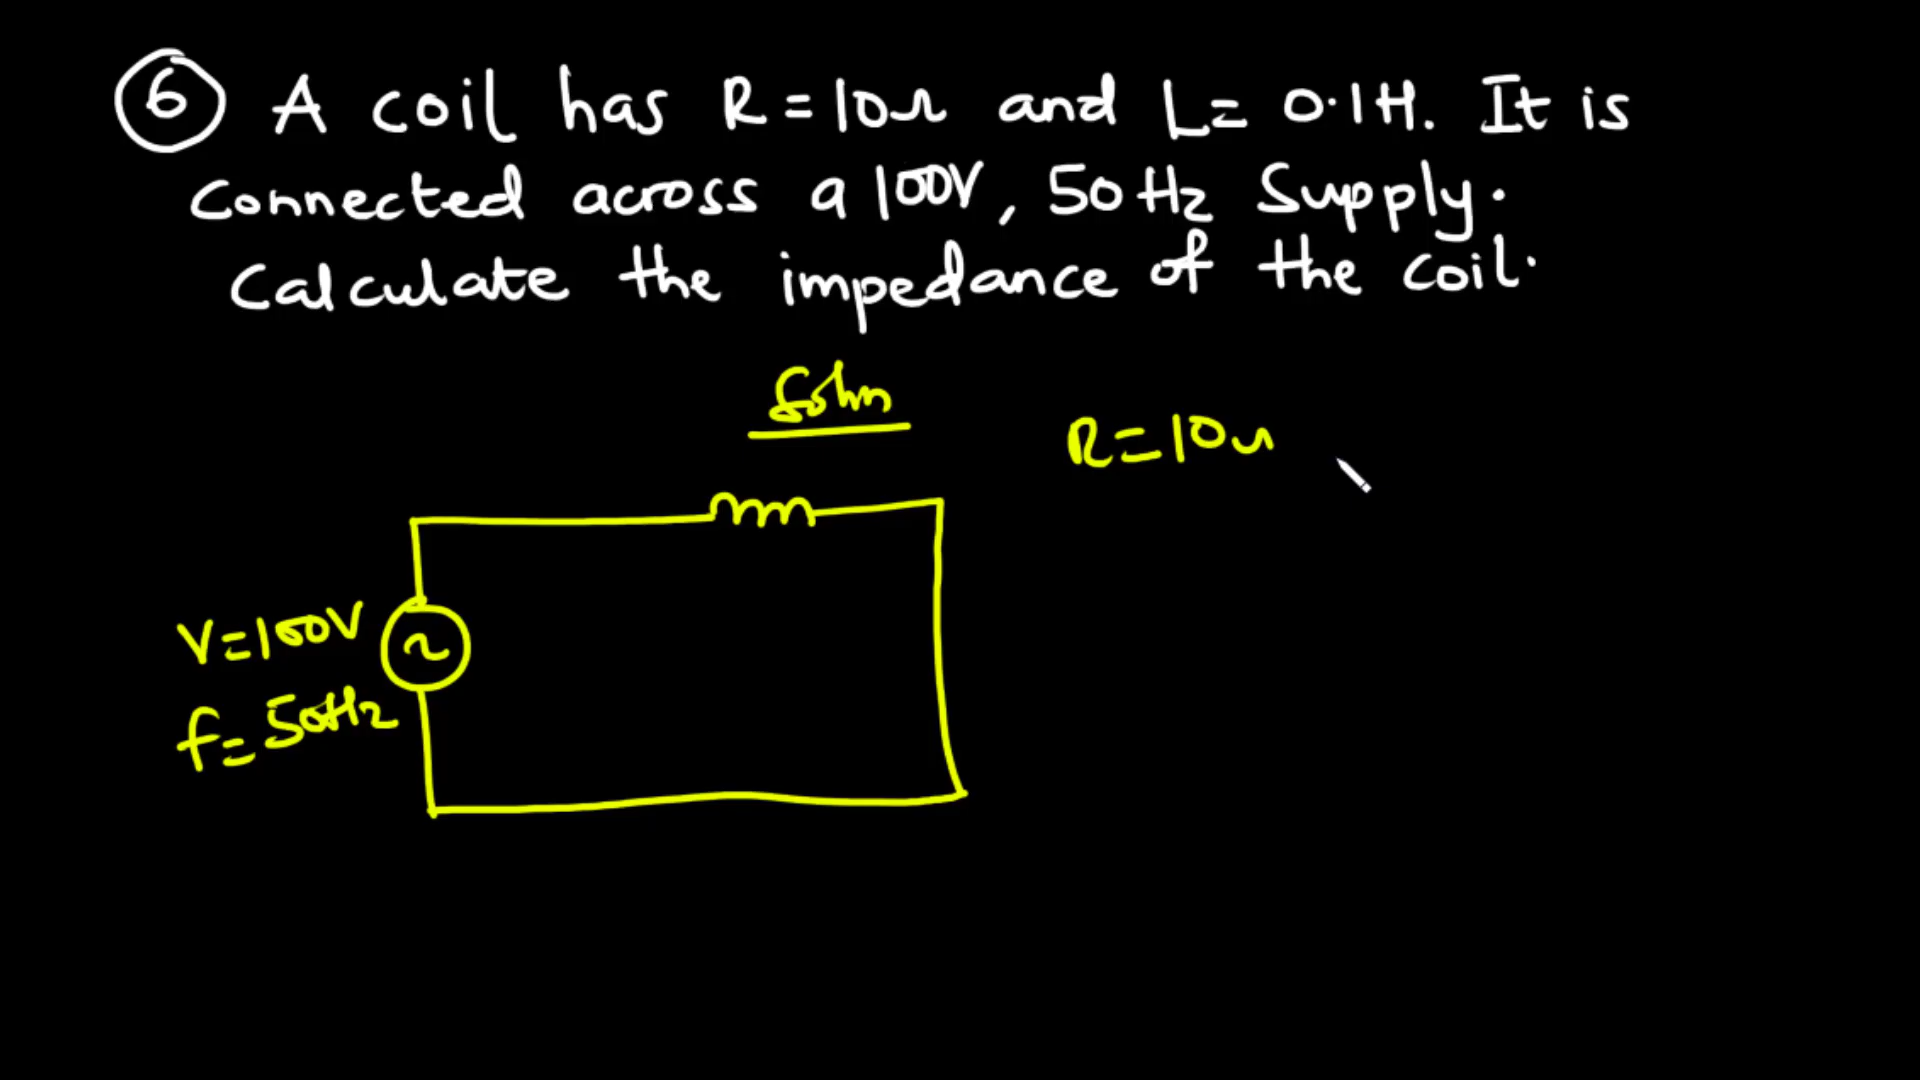 6 A coil has R = 10Ω and L = 0.1H. It is
connected across a 100V, 50Hz Supply.
Calculate the impedance of the coil.
Soln
R=10Ω
V=100V
f=50Hz